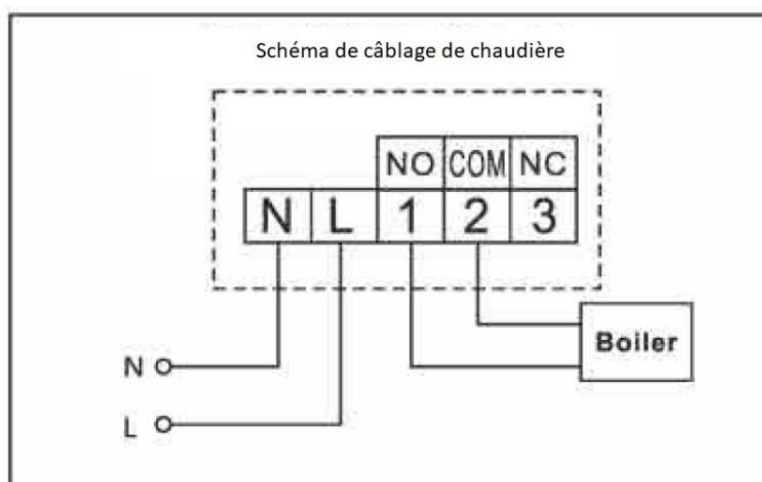 Schéma de câblage de chaudière
NO COM NC
N L 1 2 3
Boiler
N
L